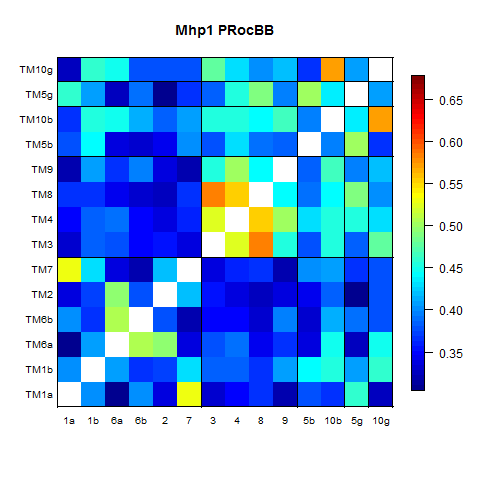 Mhp1 PRocBB
TM10g
TM5g
TM10b
TM5b
TM9
TM8
TM4
TM3
TM7
TM2
TM6b
TM6a
TM1b
TM1a
1a 1b 6a 6b 2 7 3 4 8 9 5b 10b 5g 10g
0.65
0.60
0.55
0.50
0.45
0.40
0.35